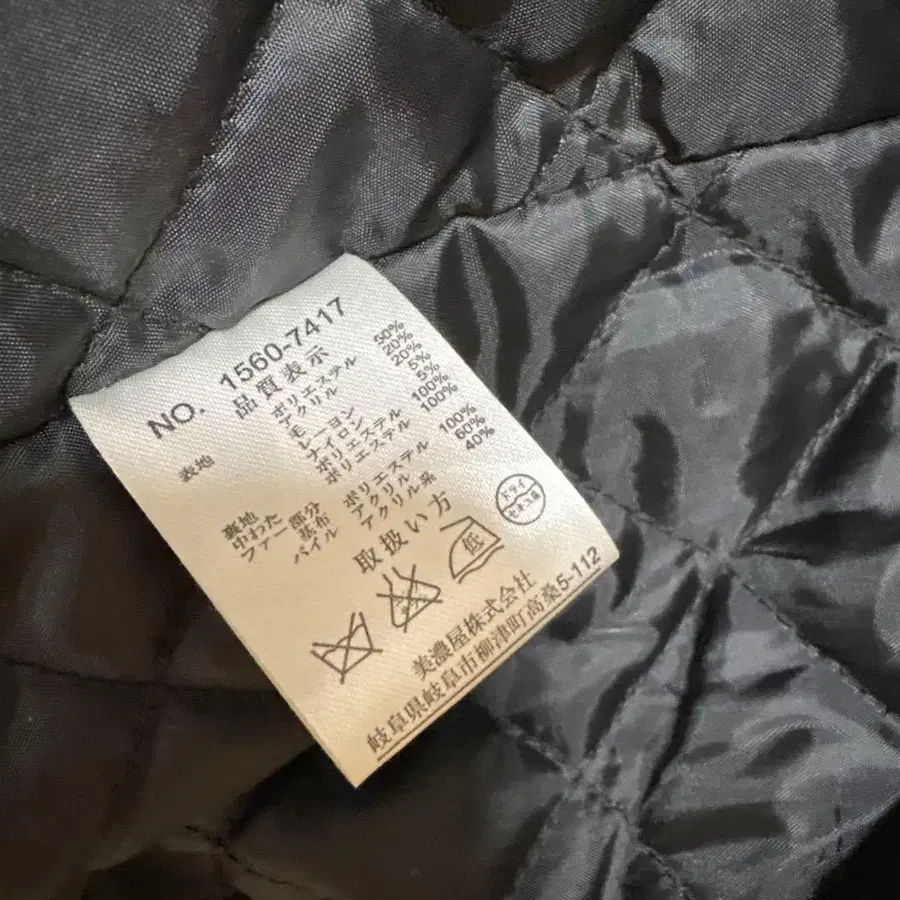 NO. 1560-7417
品質表示
表地 ポリエステル 50%
アクリル 20%
毛 20%
レーヨン 5%
ナイロン 5%
裏地 ポリエステル 100%
中わた ポリエステル 100%
ファー部分
基布 ポリエステル 100%
パイル アクリル 60%
アクリル系 40%
取扱い方
低
ドライ
セキユ系
美濃屋株式会社
岐阜県岐阜市柳津町高桑5-112